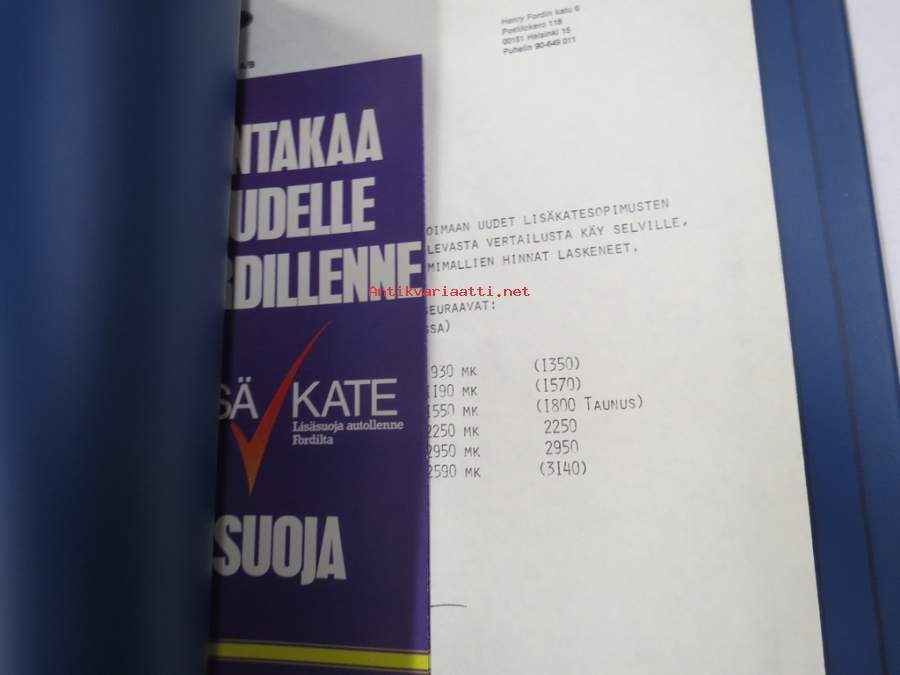 Henry Fordin katu 6
Postilokero 116
00151 Helsinki 15
Puhelin 90-649 011
A/B
NTAKAA
UDELLE
RDILLENNE
SÄ KATE
Lisäsuoja autollenne
Fordilta
SUOJA
OIMAAN UUDET LISÄKATESOPIMUSTEN
LEVASTA VERTAILUSTA KÄY SELVILLE,
MIMALLIEN HINNAT LASKENEET.
Antikvariaatti.net
SEURAAVAT:
SSA)
930 MK (1350)
1190 MK (1570)
1550 MK (1800 TAUNUS)
2250 MK 2250
2950 MK 2950
2590 MK (3140)